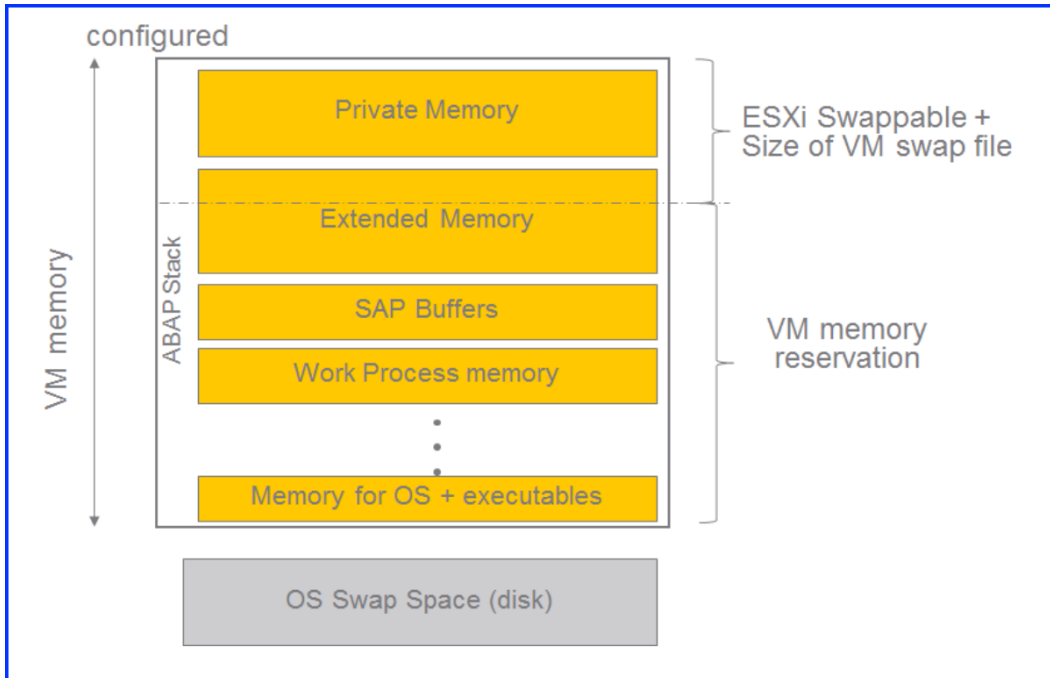 configured
Private Memory
ESXi Swappable +
Size of VM swap file
Extended Memory
ABAP Stack
VM memory
SAP Buffers
VM memory
reservation
Work Process memory
Memory for OS + executables
OS Swap Space (disk)